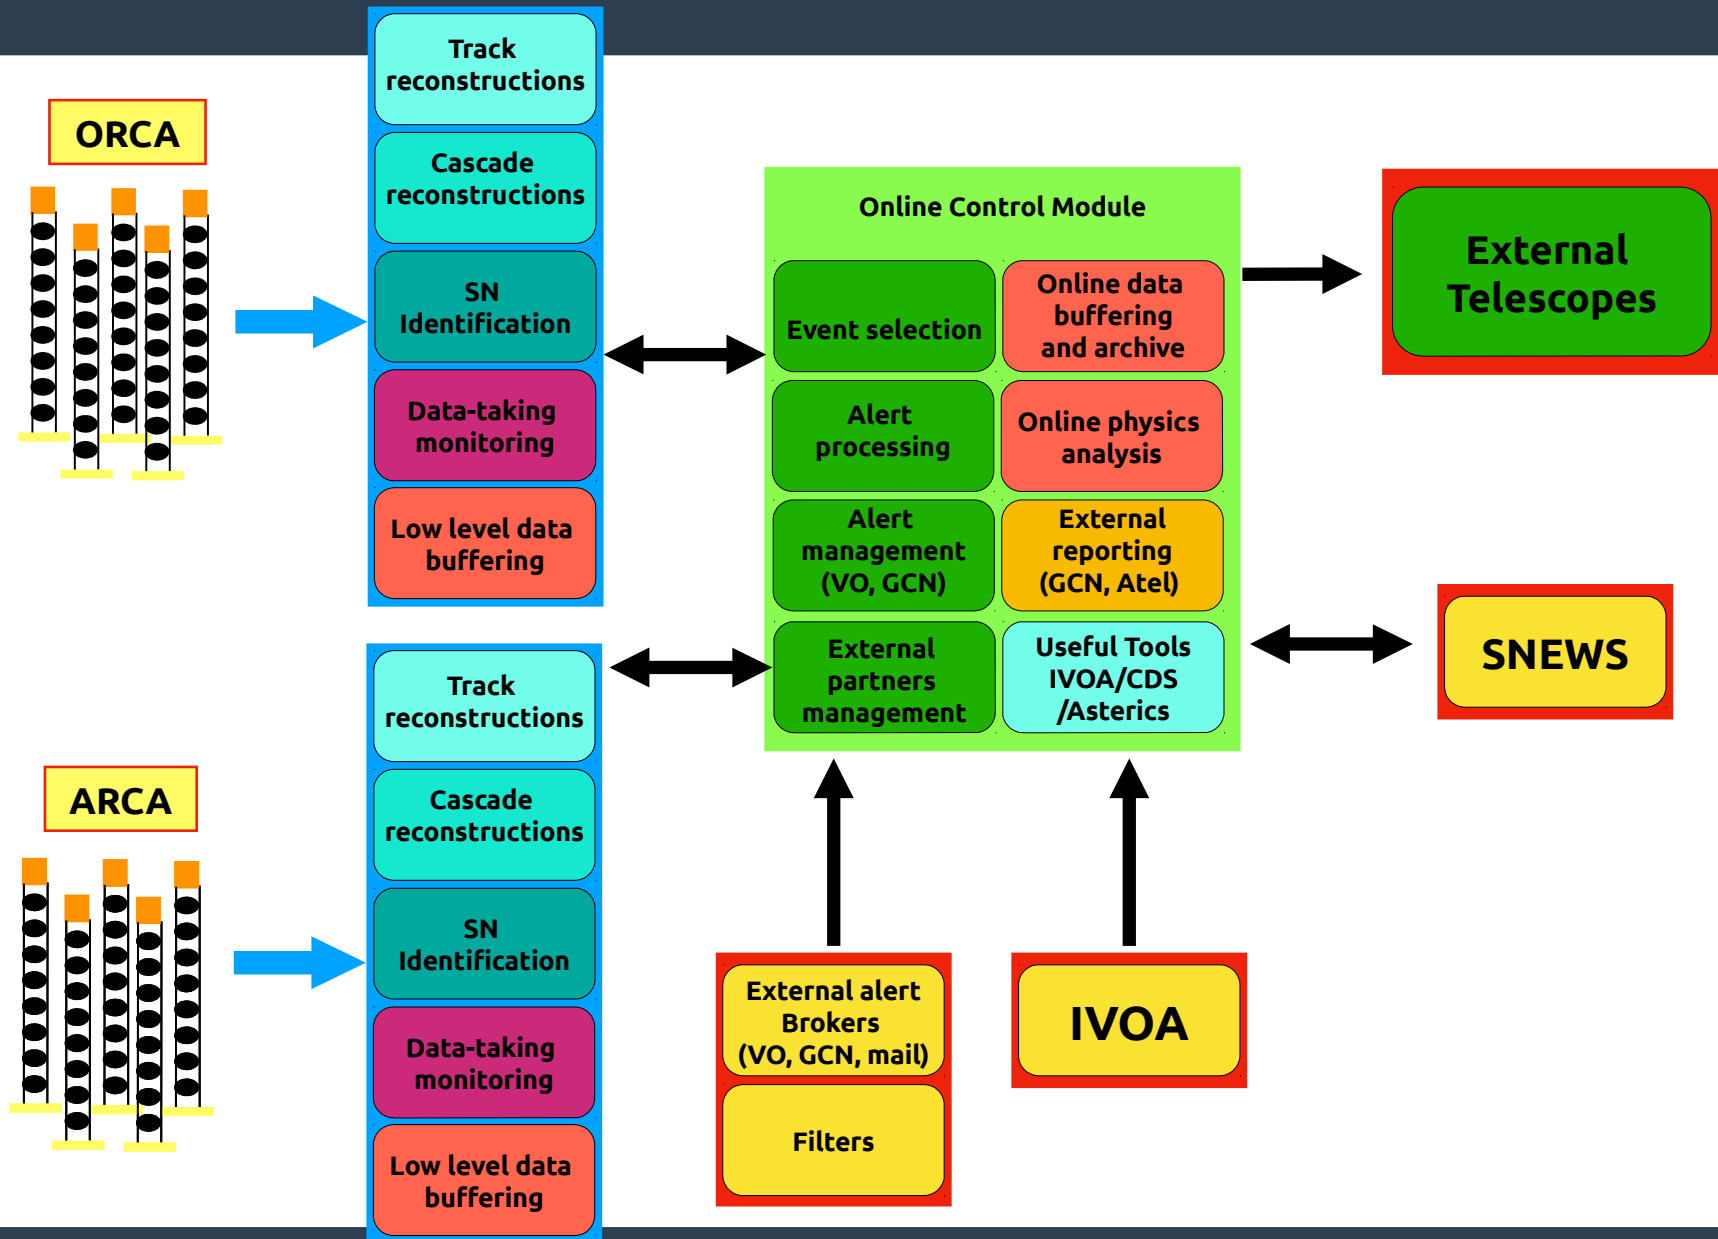 ORCA
Track
reconstructions
Cascade
reconstructions
SN
Identification
Data-taking
monitoring
Low level data
buffering
Online Control Module
Event selection
Online data
buffering
and archive
Alert
processing
Online physics
analysis
Alert
management
(VO, GCN)
External
reporting
(GCN, Atel)
External
partners
management
Useful Tools
IVOA/CDS
/Asterics
External
Telescopes
SNEWS
ARCA
Track
reconstructions
Cascade
reconstructions
SN
Identification
Data-taking
monitoring
Low level data
buffering
External alert
Brokers
(VO, GCN, mail)
Filters
IVOA